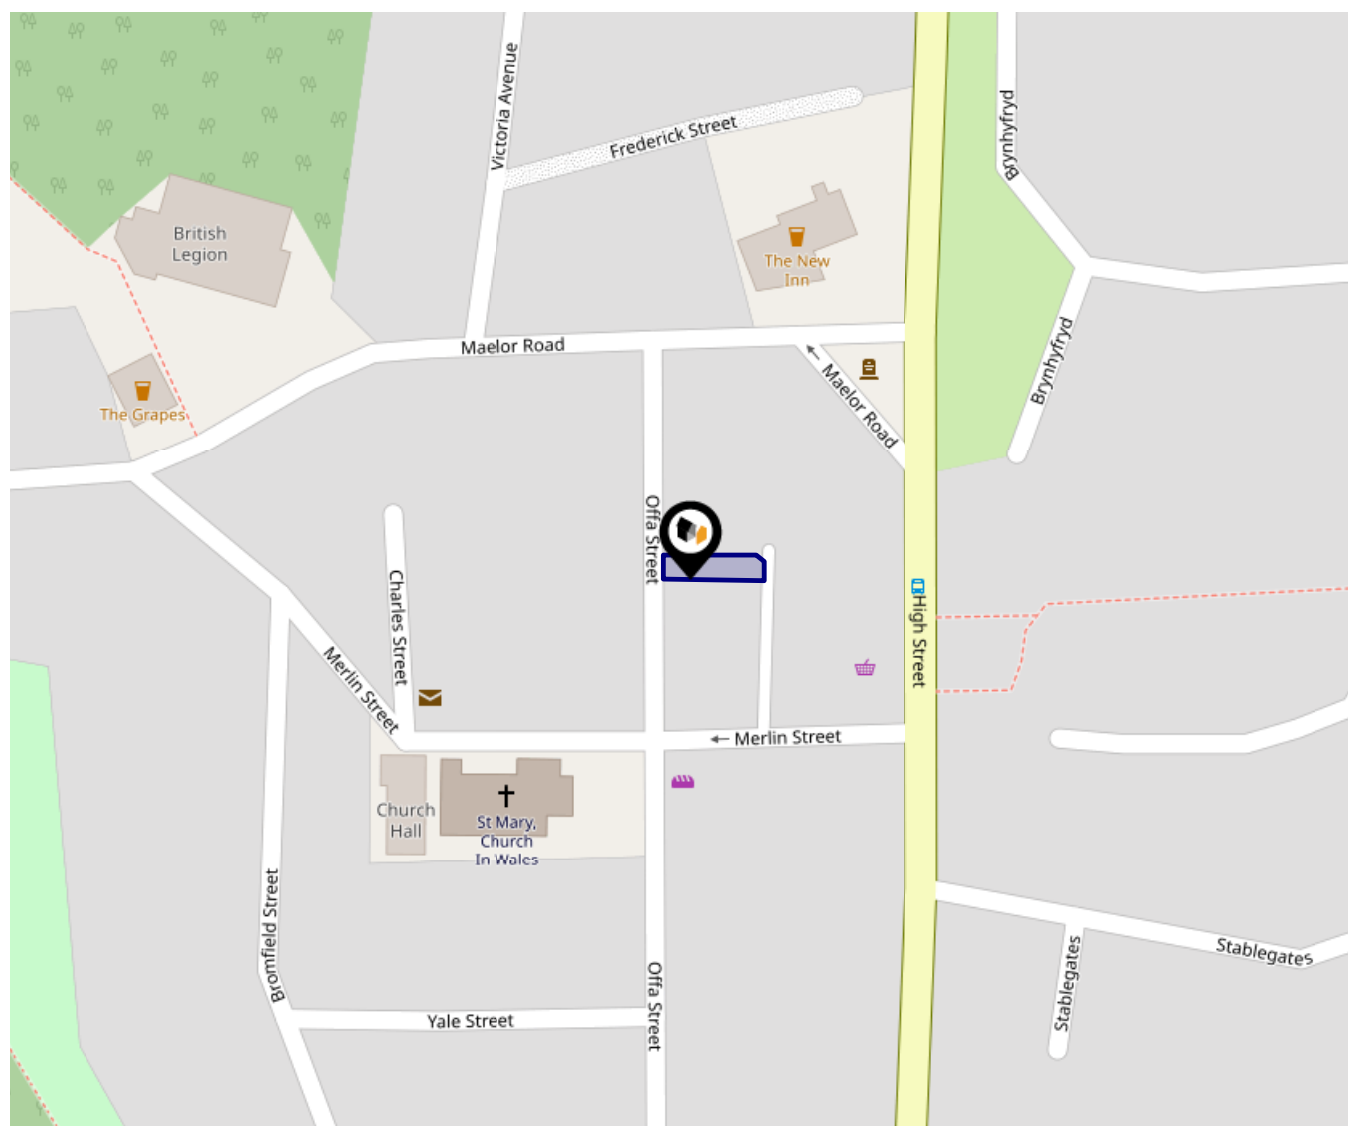 Victoria Avenue
Frederick Street
Brynhyfryd
British
Legion
The New
Inn
Maelor Road
Maelor Road
Brynhyfryd
The Grapes
Offa Street
Charles Street
High Street
Merlin Street
← Merlin Street
Church
Hall
St Mary,
Church
In Wales
Bromfield Street
Offa Street
Yale Street
Stablegates
Stablegates